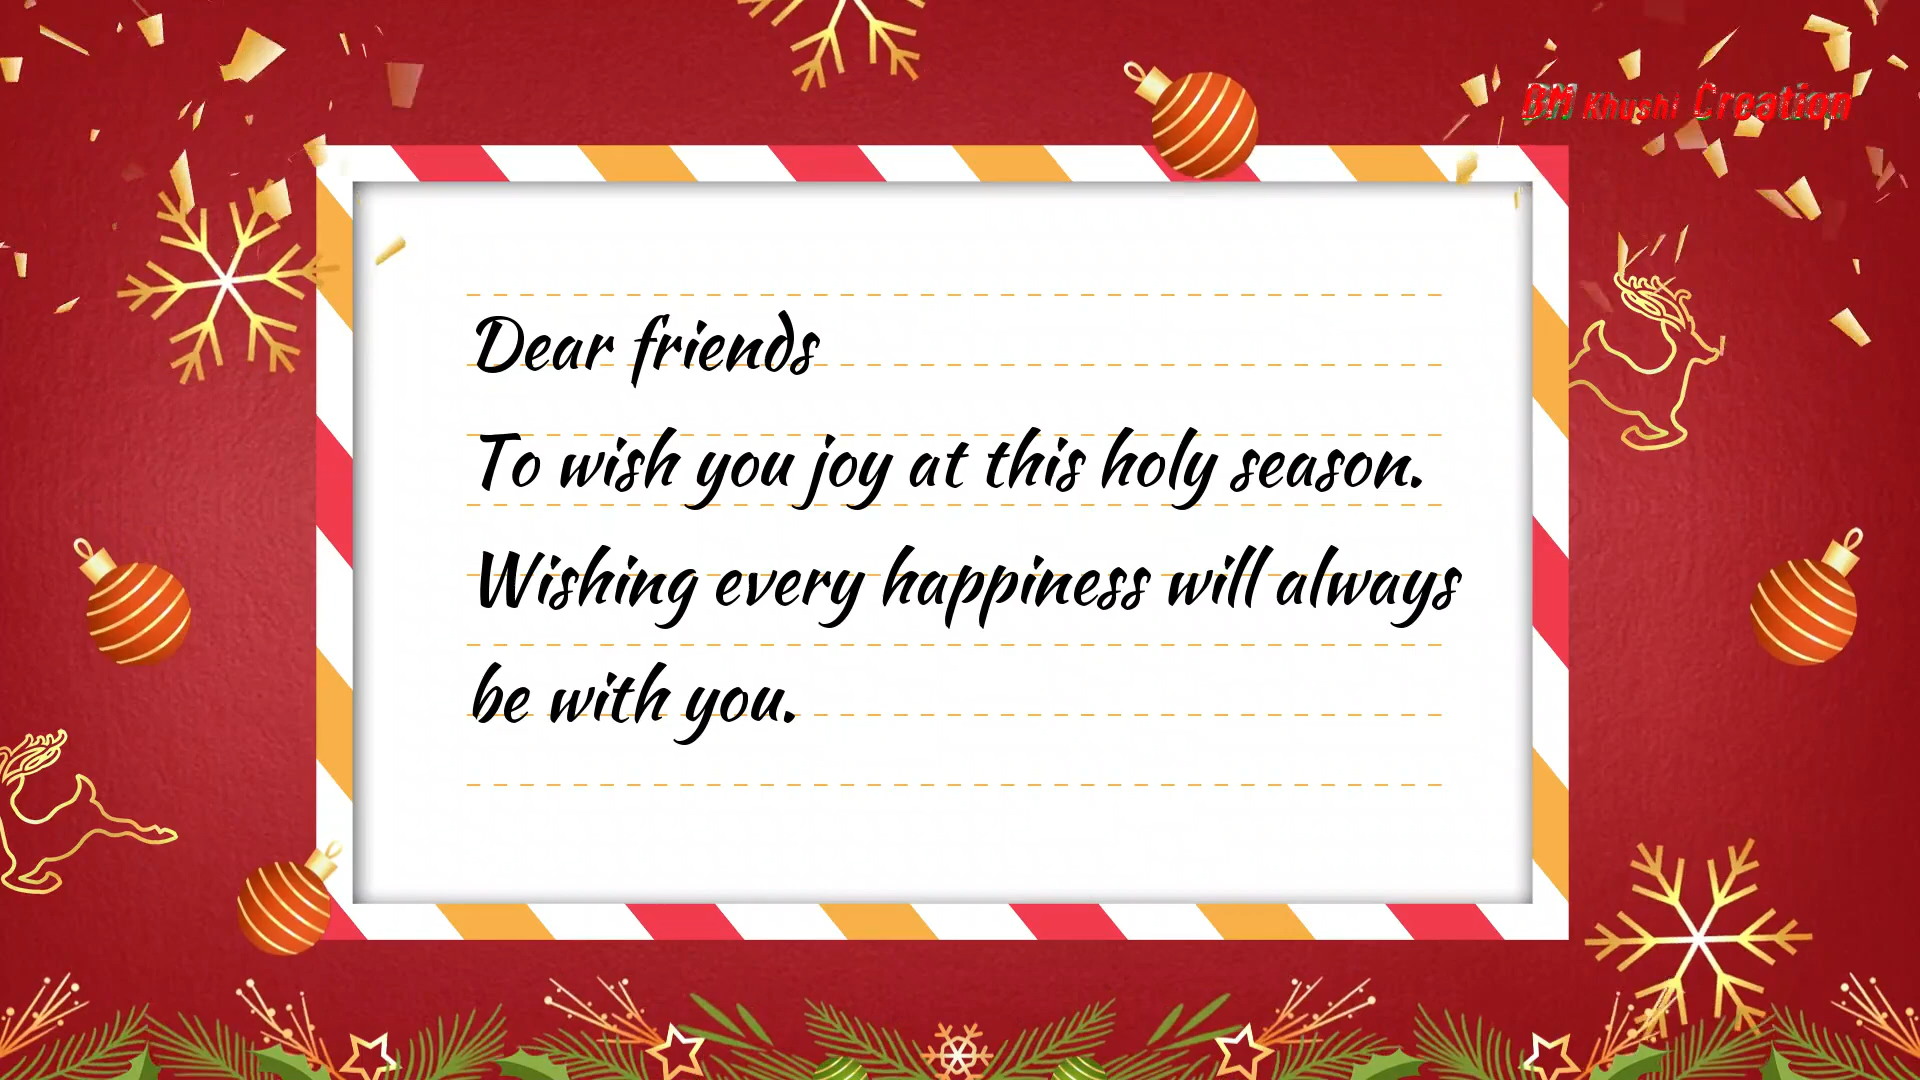 BM Khushi Creation
Dear friends
To wish you joy at this holy season.
Wishing every happiness will always
be with you.